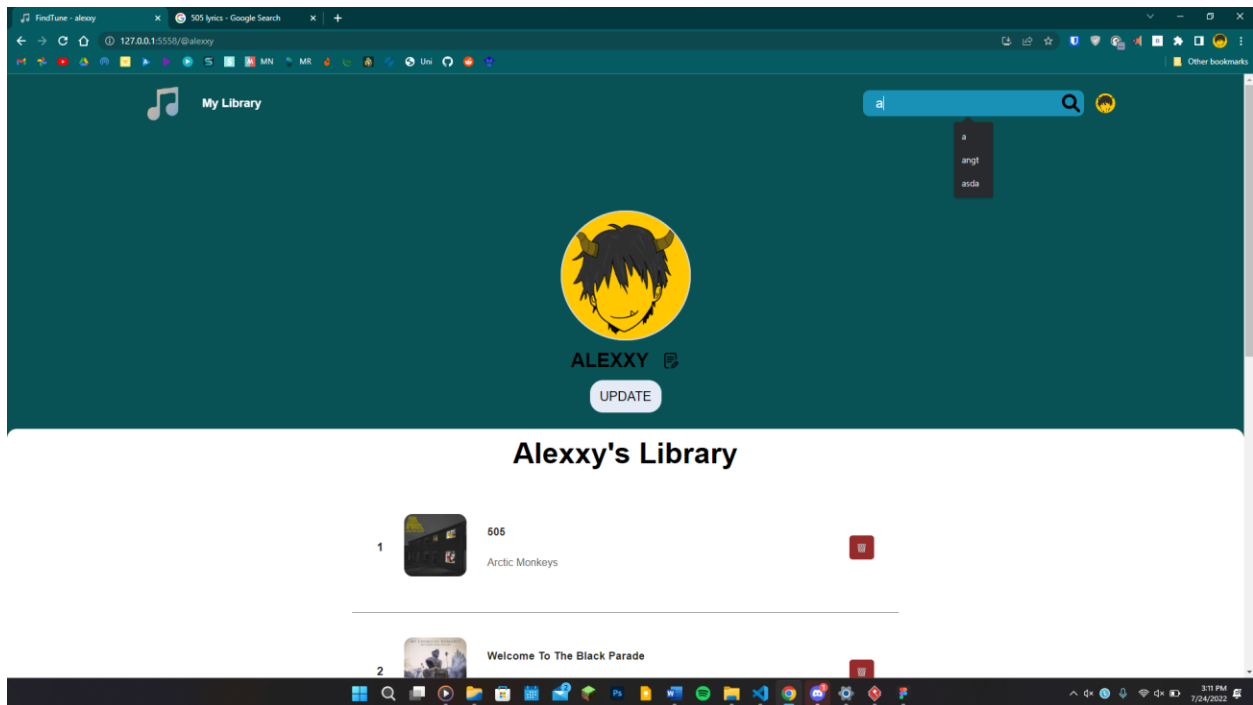 FindTune - alexxy
505 lyrics - Google Search
127.0.0.1:5558/@alexxy
MN
MR
Uni
Other bookmarks
My Library
a
a
angt
asda
ALEXXY
UPDATE
Alexxy's Library
1
505
Arctic Monkeys
2
Welcome To The Black Parade
3:11 PM
7/24/2022